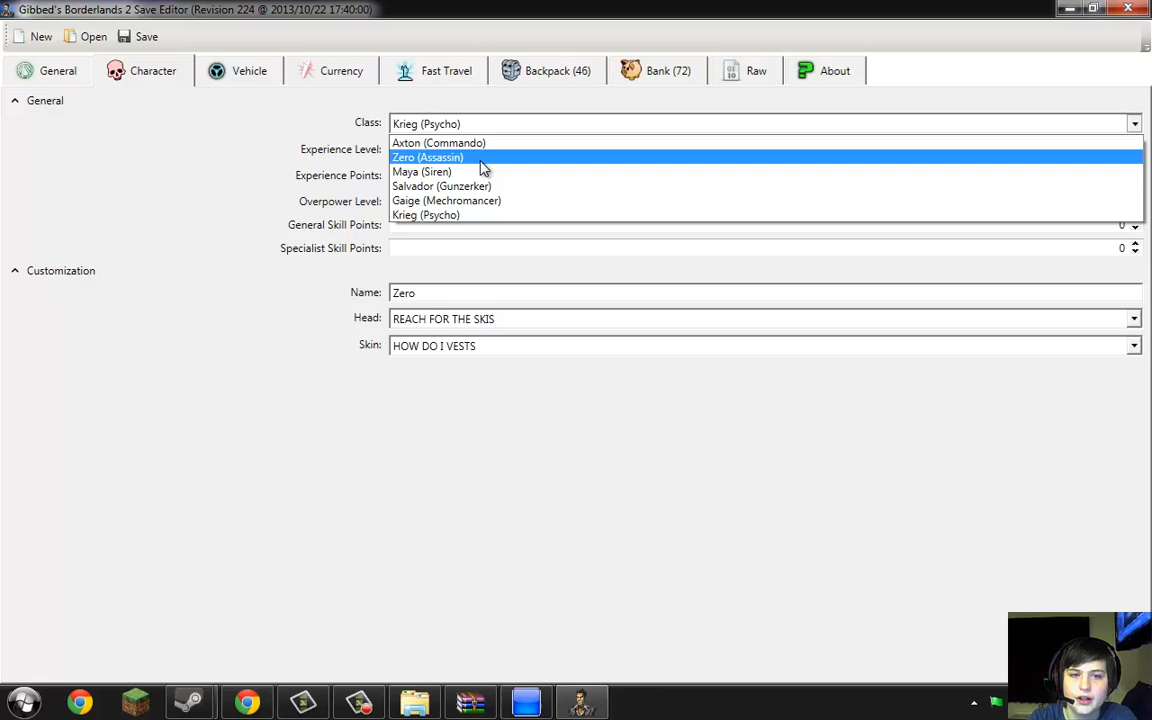 Gibbed's Borderlands 2 Save Editor (Revision 224 @ 2013/10/22 17:40:00)
New Open Save
General Character Vehicle Currency Fast Travel Backpack (46) Bank (72) Raw About
General
Class: Krieg (Psycho)
Axton (Commando)
Experience Level:
Zero (Assassin)
Maya (Siren)
Experience Points:
Salvador (Gunzerker)
Overpower Level:
Gaige (Mechromancer)
Krieg (Psycho)
General Skill Points: 0
Specialist Skill Points: 0
Customization
Name: Zero
Head: REACH FOR THE SKIS
Skin: HOW DO I VESTS